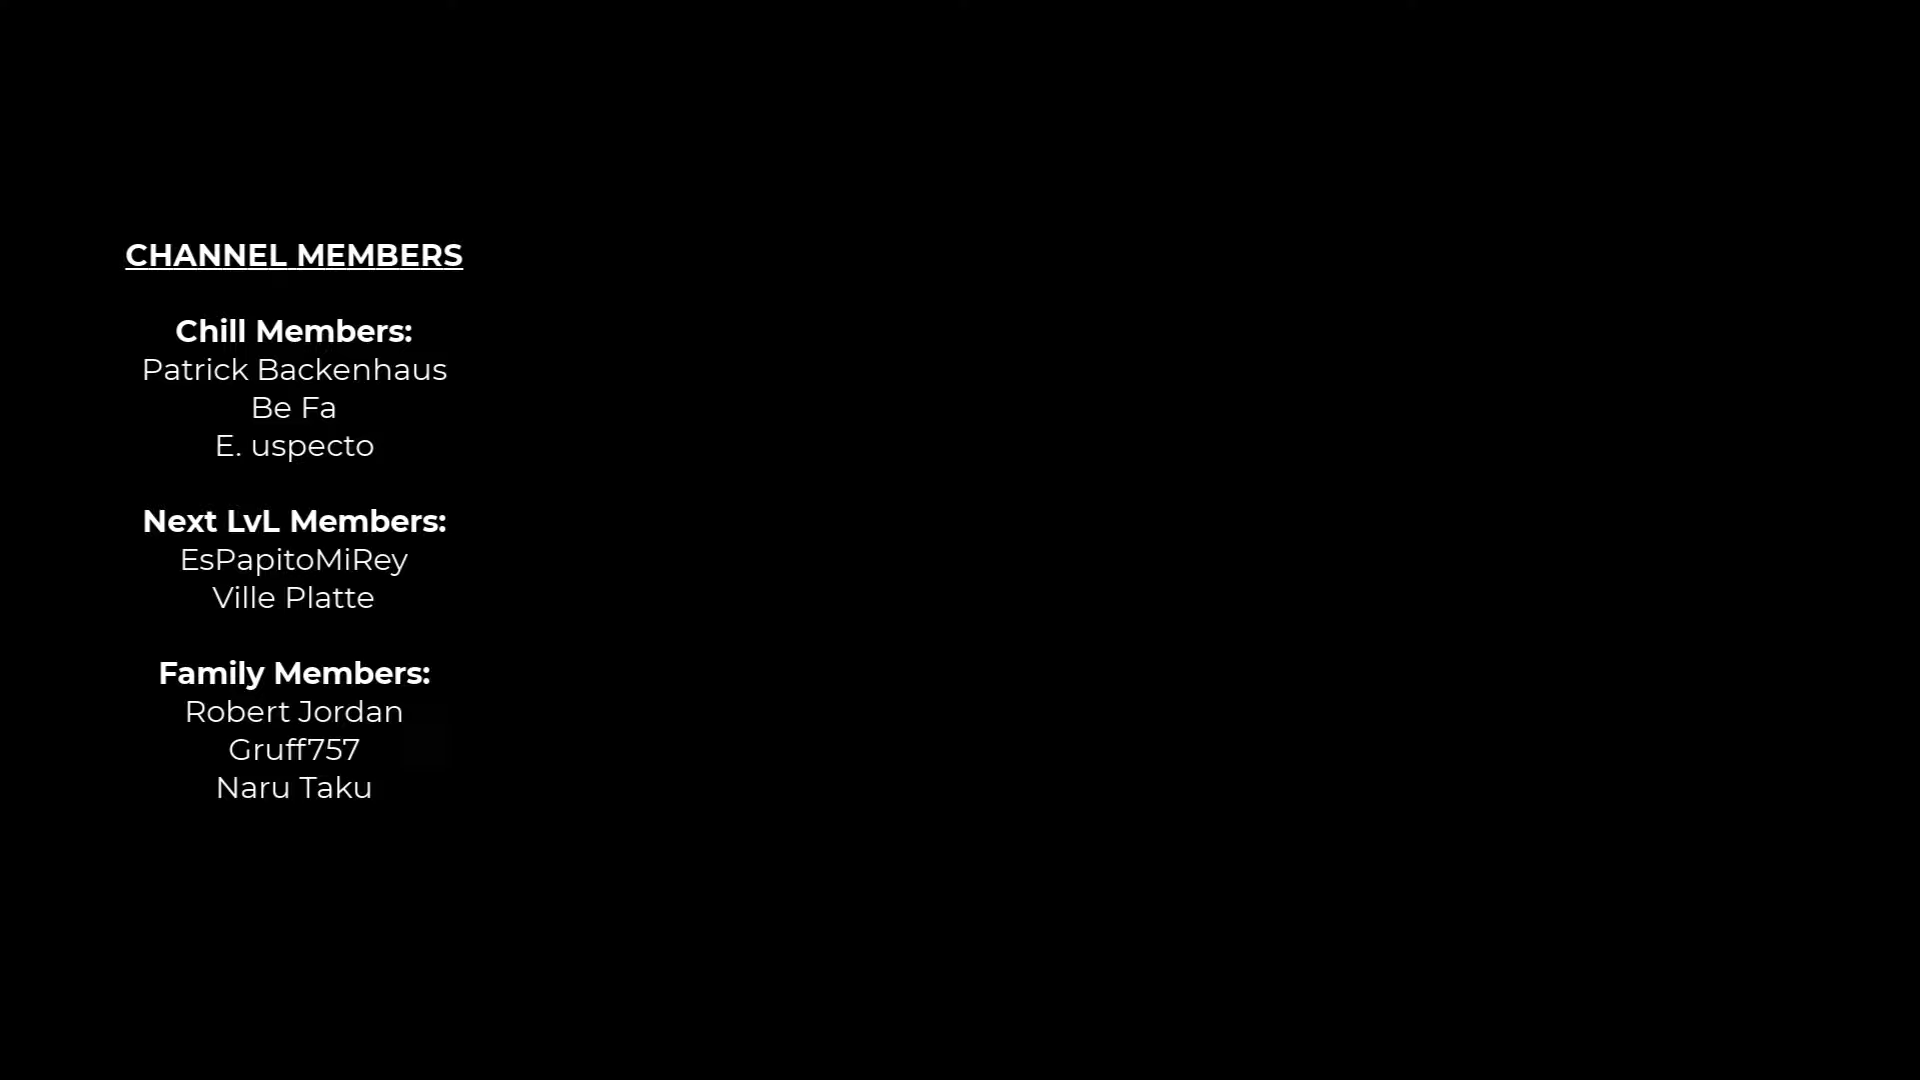 CHANNEL MEMBERS
Chill Members:
Patrick Backenhaus
Be Fa
E. uspecto
Next LvL Members:
EsPapitoMiRey
Ville Platte
Family Members:
Robert Jordan
Gruff757
Naru Taku